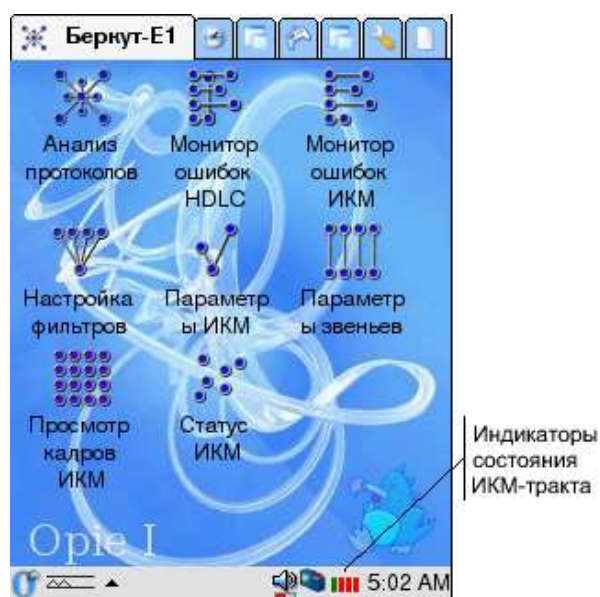 Беркут-E1
Анализ
протоколов
Монитор
ошибок
HDLC
Монитор
ошибок
ИКМ
Настройка
фильтров
Параметр
ы ИКМ
Параметр
ы звеньев
Просмотр
кадров
ИКМ
Статус
ИКМ
Индикаторы
состояния
ИКМ-тракта
Opie I
5:02 AM